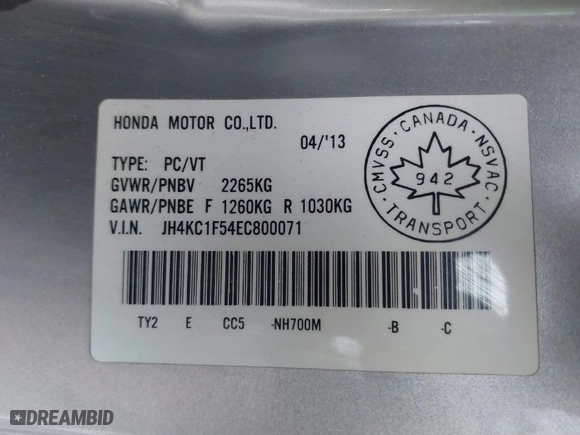 HONDA MOTOR CO.,LTD.
04/'13
TYPE: PC/VT
GVWR/PNBV 2265KG
GAWR/PNBE F 1260KG R 1030KG
V.I.N. JH4KC1F54EC800071
CANADA · NSVAC · TRANSPORT · CMVSS ·
942
TY2 E CC5 -NH700M -B -C
DREAMBID